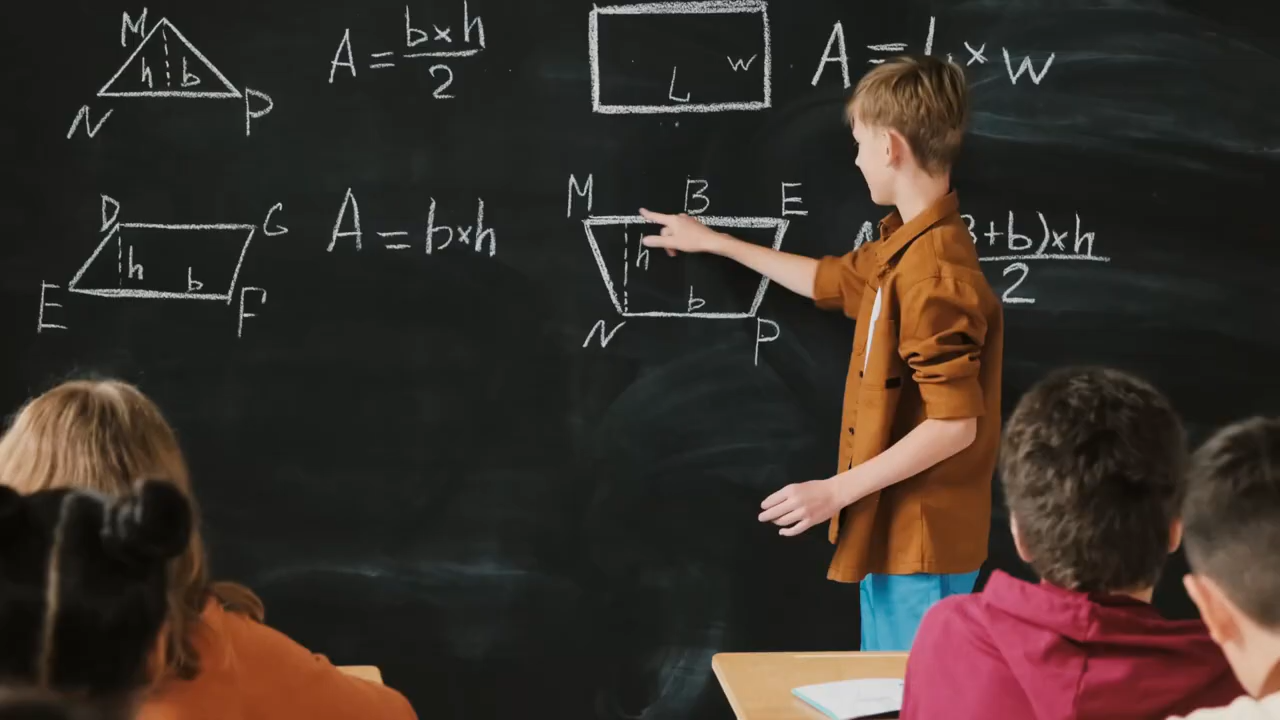 M
h b
N P
A = b×h
2
w
L
A = L × w
D G
h b
E F
A = b×h
M B E
h
b
N P
+b)×h
2